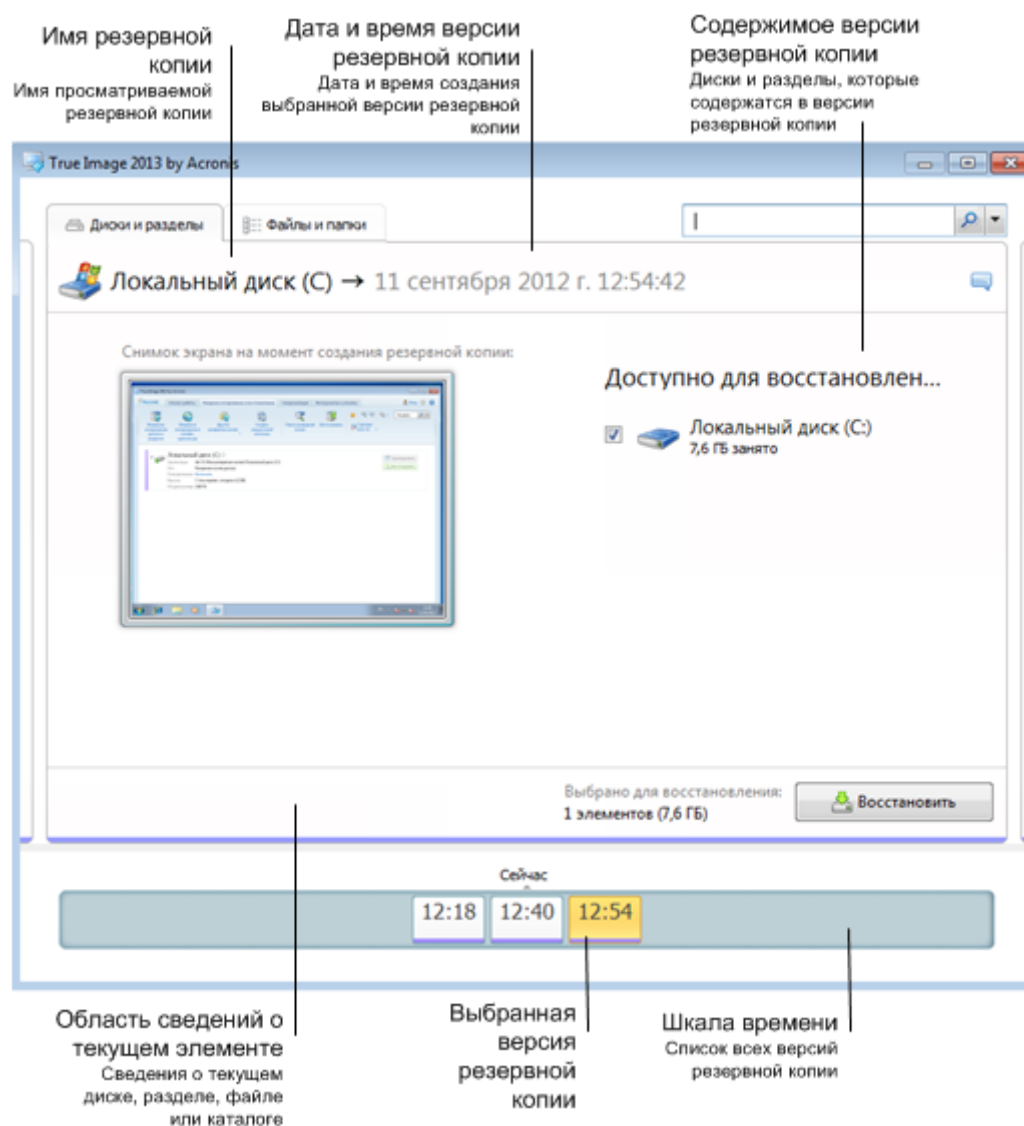 Имя резервной
копии
Имя просматриваемой
резервной копии
Дата и время версии
резервной копии
Дата и время создания
выбранной версии резервной
копии
Содержимое версии
резервной копии
Диски и разделы, которые
содержатся в версии
резервной копии
True Image 2013 by Acronis
Диски и разделы
Файлы и папки
Локальный диск (C) → 11 сентября 2012 г. 12:54:42
Снимок экрана на момент создания резервной копии:
Доступно для восстановлен...
Локальный диск (C:)
7,6 ГБ занято
Выбрано для восстановления:
1 элементов (7,6 ГБ)
Восстановить
Сейчас
12:18 12:40 12:54
Область сведений о
текущем элементе
Сведения о текущем
диске, разделе, файле
или каталоге
Выбранная
версия
резервной
копии
Шкала времени
Список всех версий
резервной копии